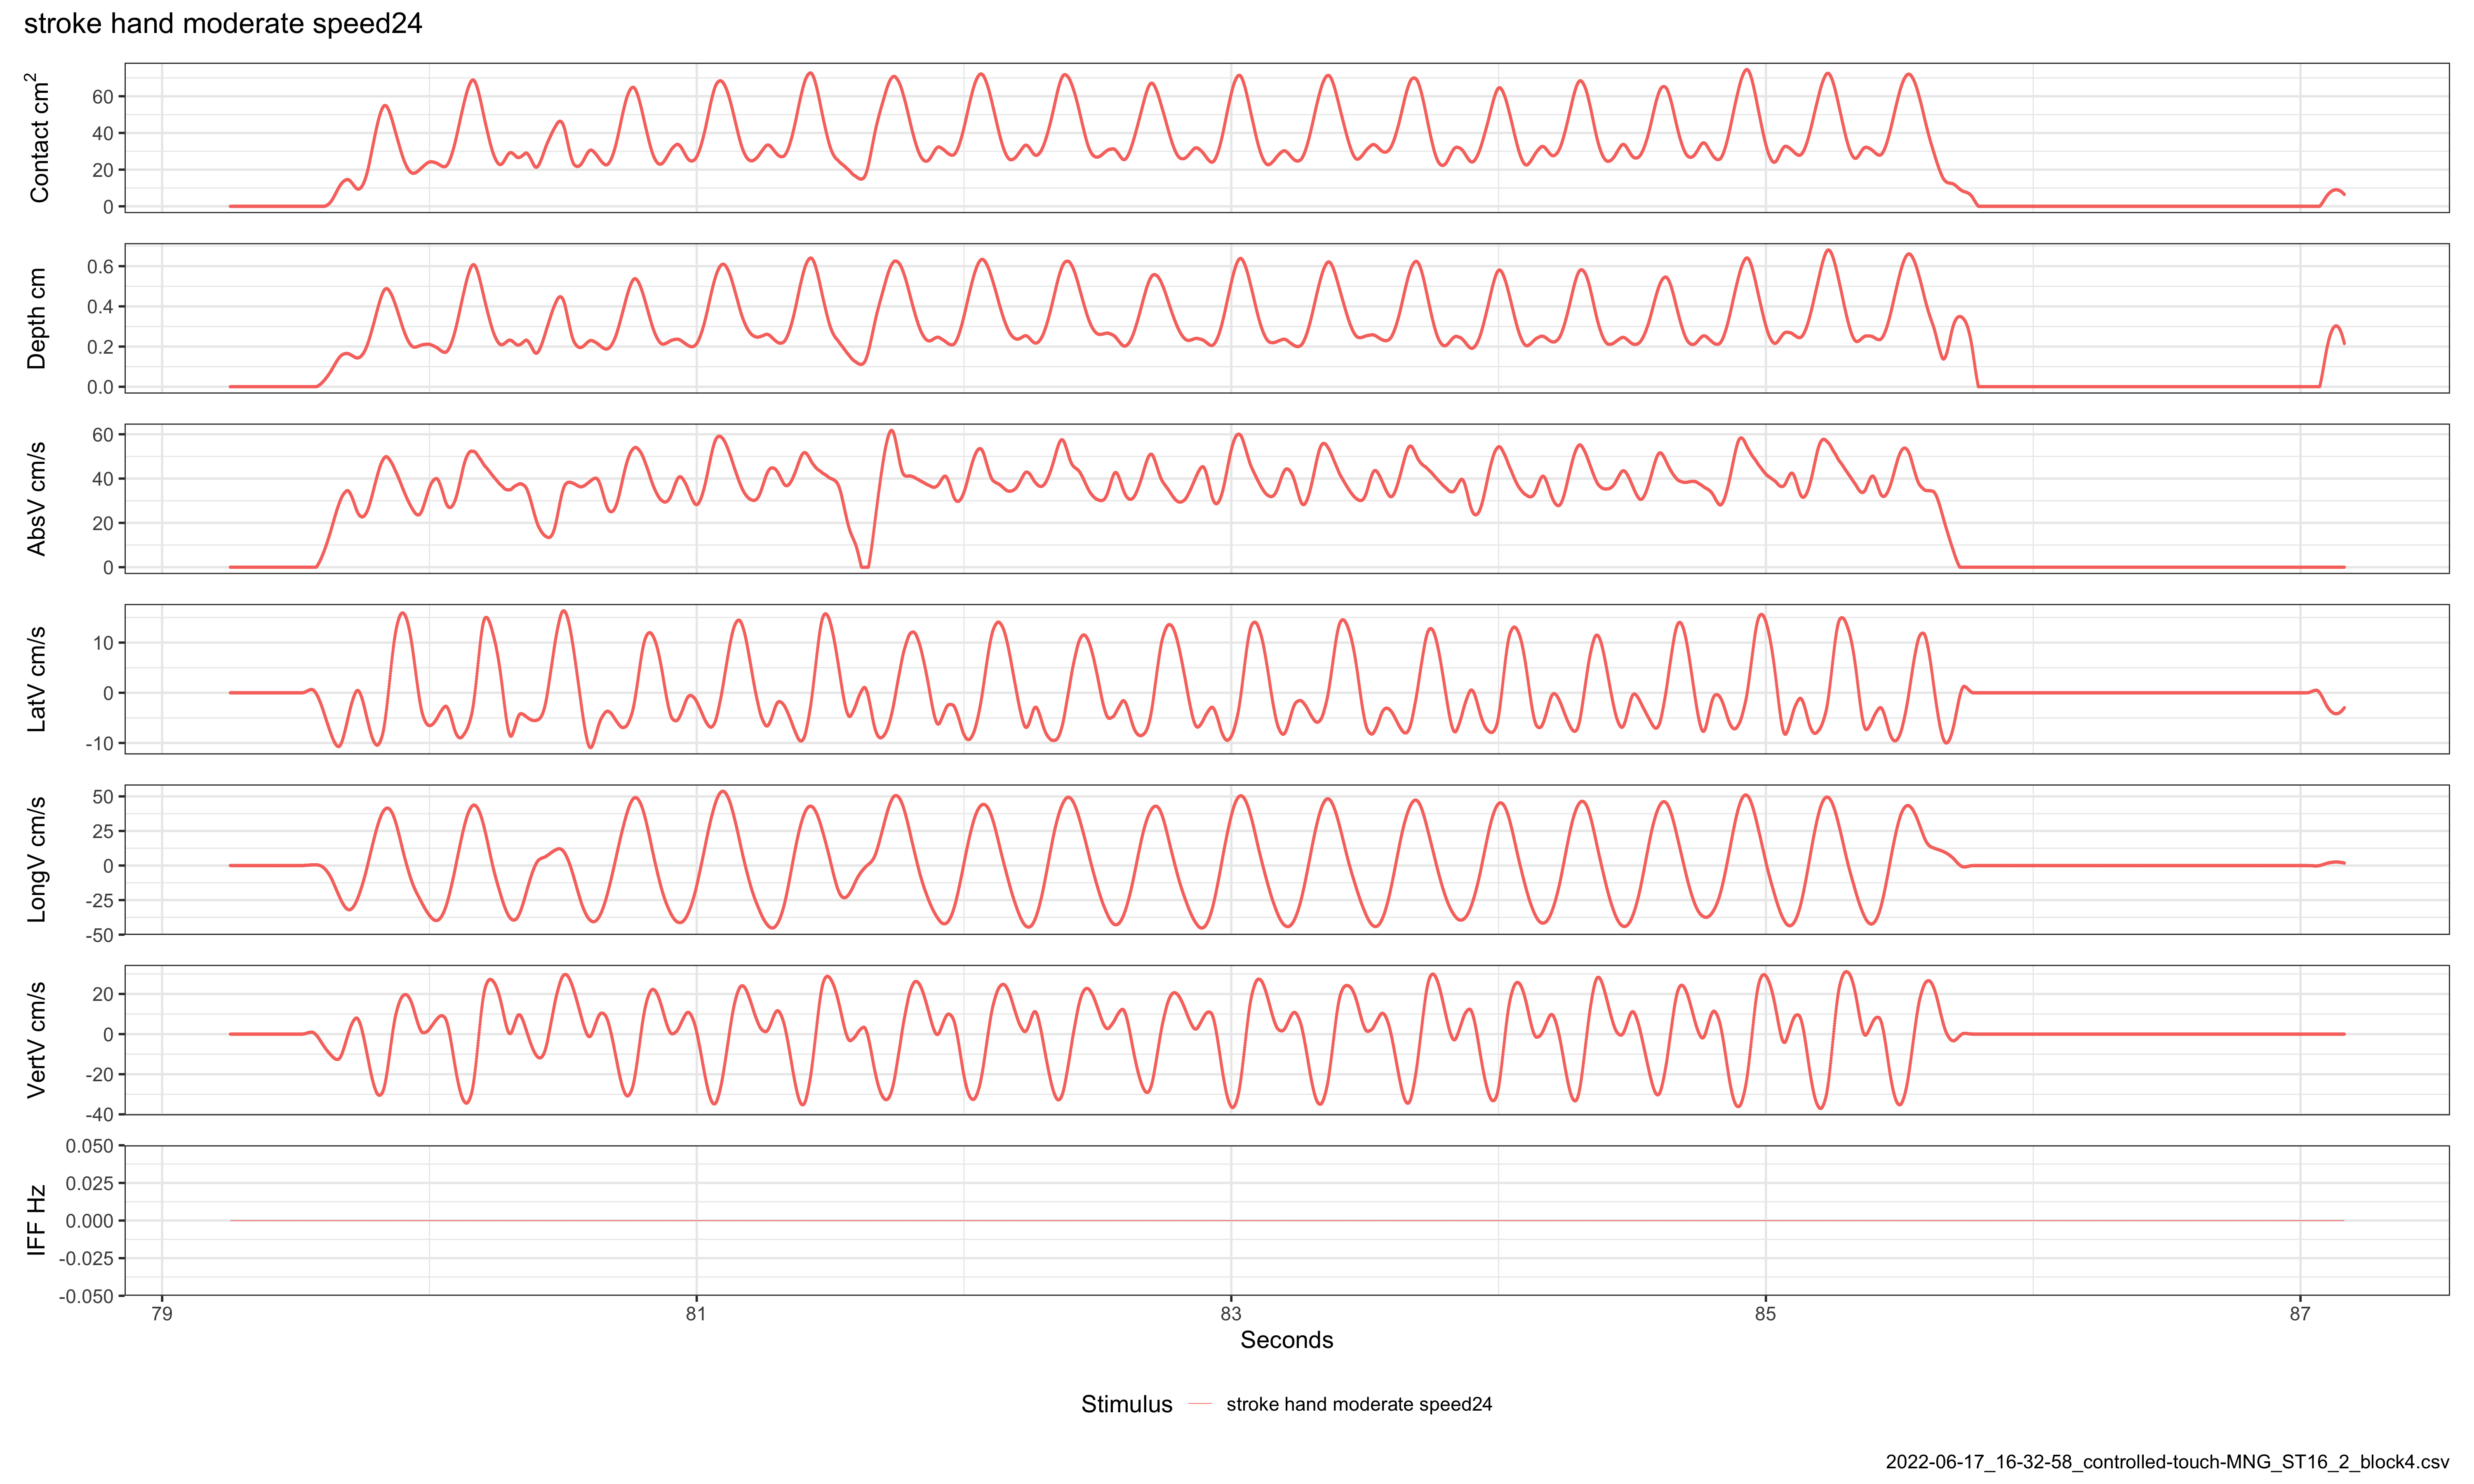 stroke hand moderate speed24
Contact cm²
60
40
20
0
Depth cm
0.6
0.4
0.2
0.0
AbsV cm/s
60
40
20
0
LatV cm/s
10
0
-10
LongV cm/s
50
25
0
-25
-50
VertV cm/s
20
0
-20
-40
IFF Hz
0.050
0.025
0.000
-0.025
-0.050
79 81 83 85 87
Seconds
Stimulus stroke hand moderate speed24
2022-06-17_16-32-58_controlled-touch-MNG_ST16_2_block4.csv